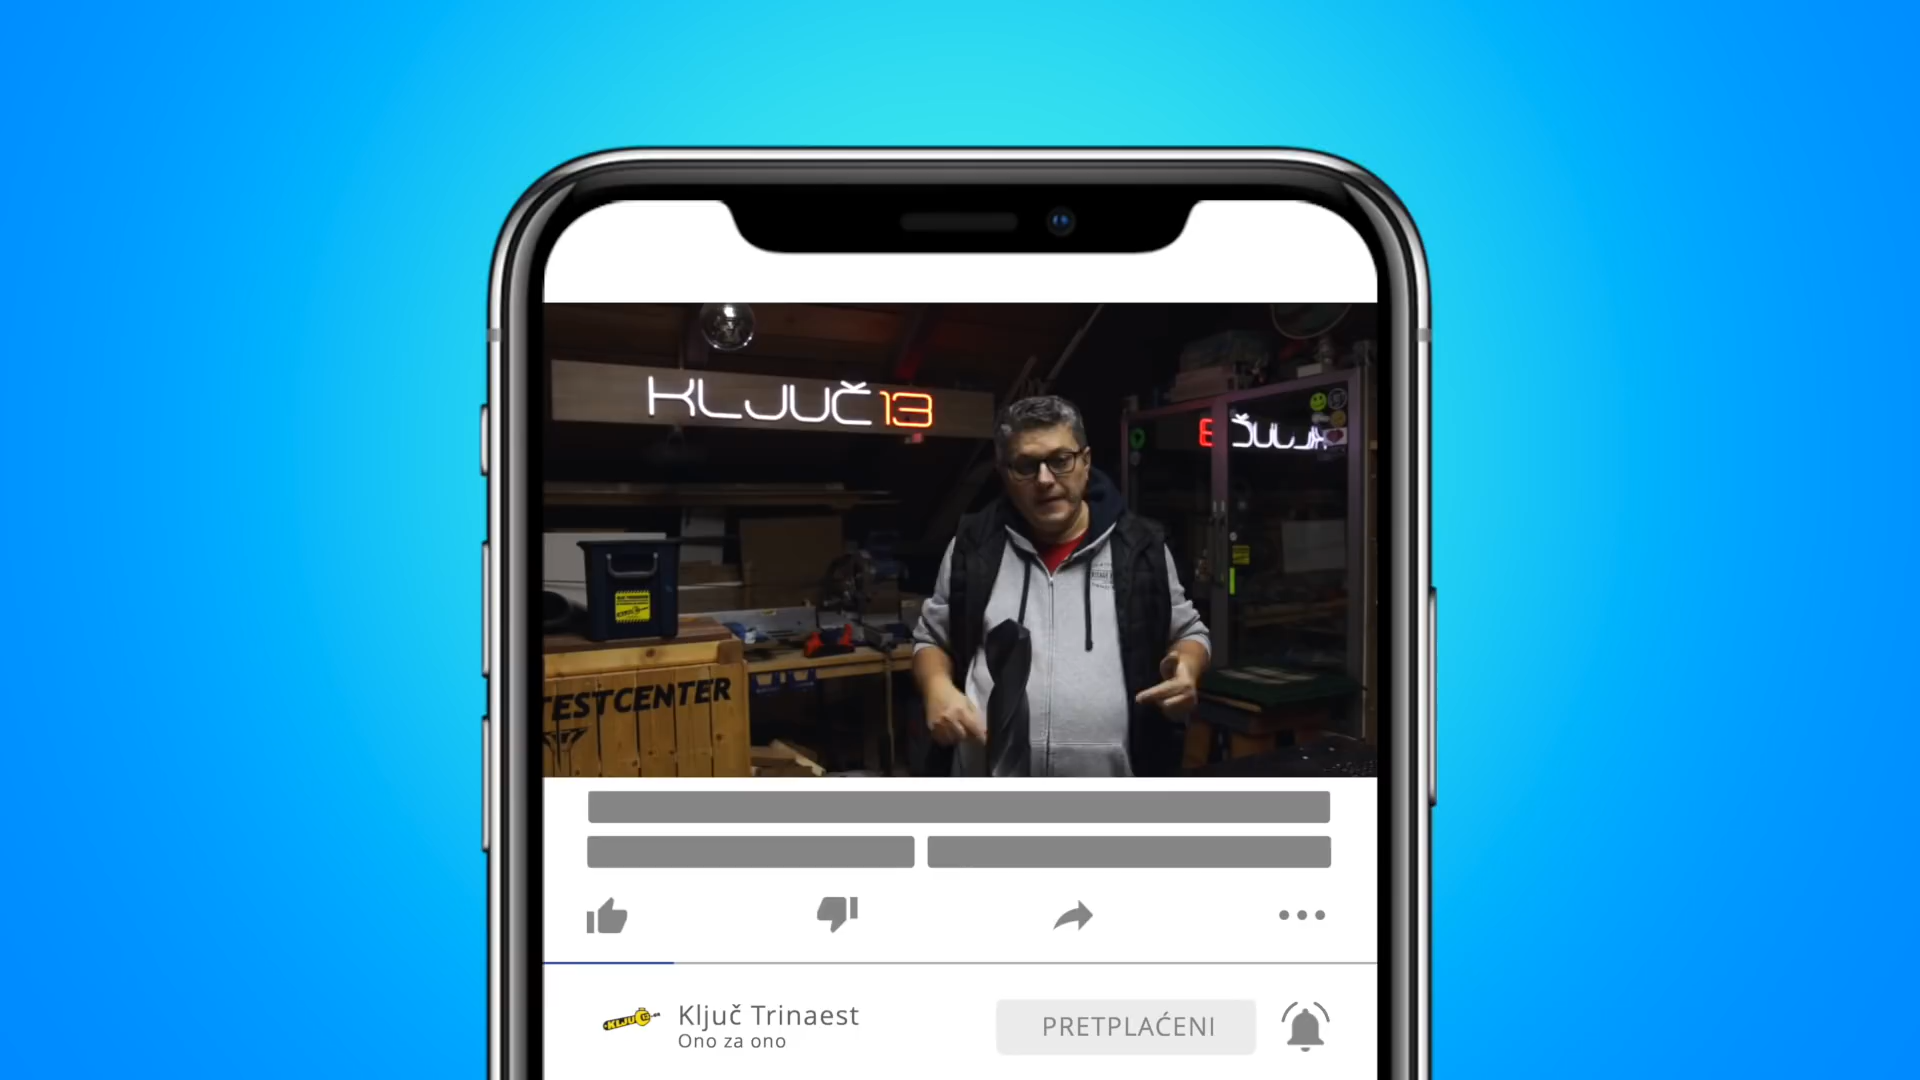 KLJUČ13
TESTCENTER
Ključ Trinaest
Ono za ono
PRETPLAĆENI